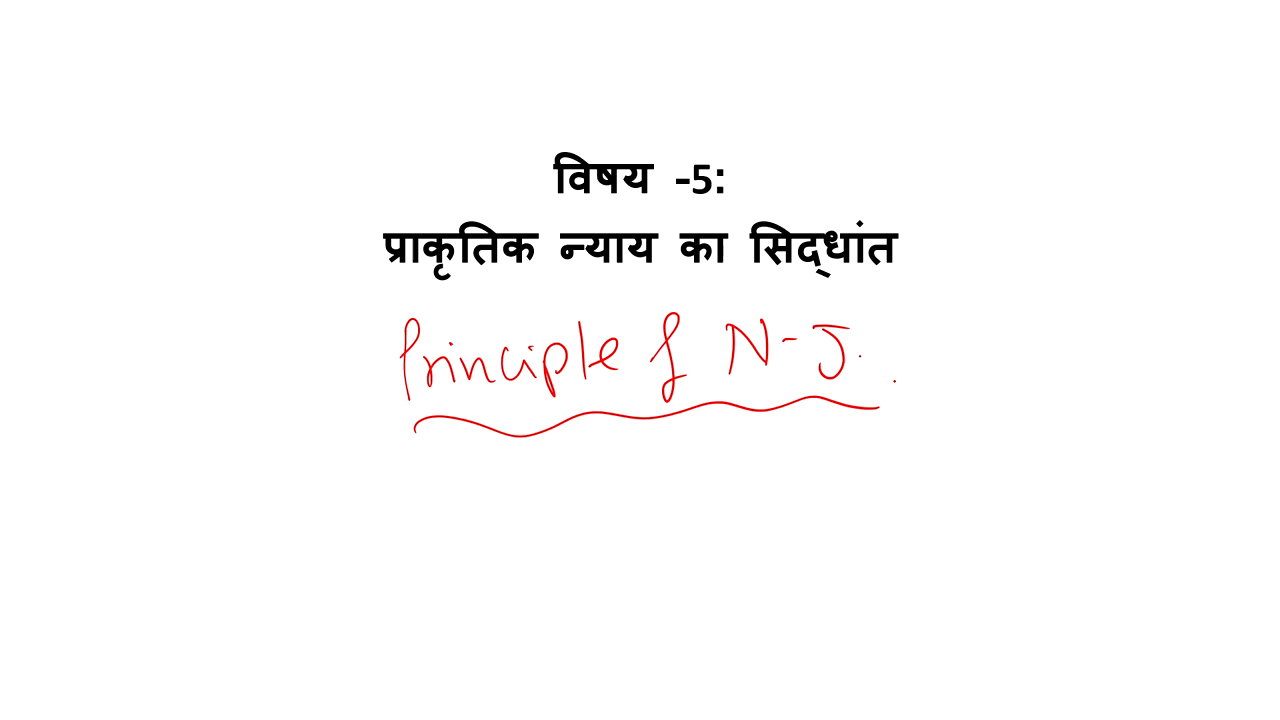 विषय -5:
प्राकृतिक न्याय का सिद्धांत
Principle of N-J.